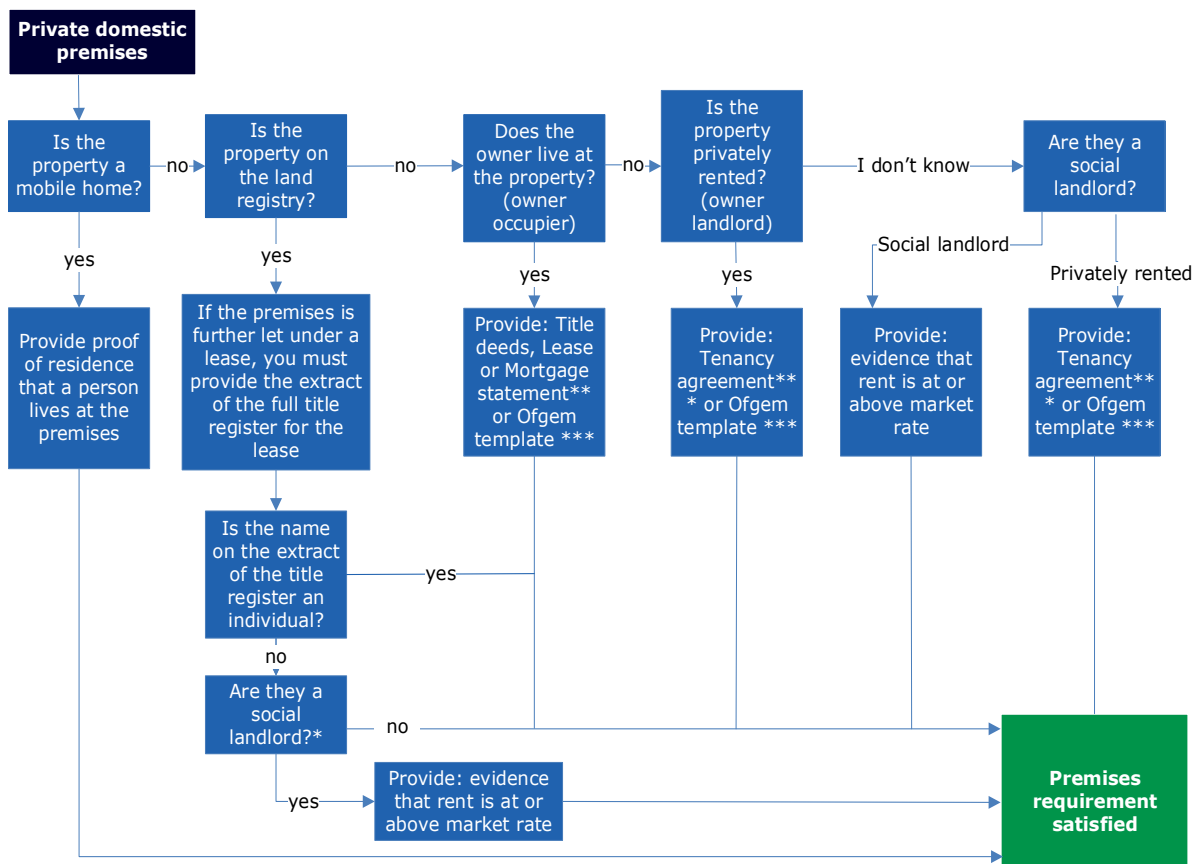 Private domestic
premises
Is the
property a
mobile home?
no
Is the
property on
the land
registry?
no
Does the
owner live at
the property?
(owner
occupier)
no
Is the
property
privately
rented?
(owner
landlord)
I don’t know
Are they a
social
landlord?
yes
yes
yes
yes
Social landlord
Privately rented
Provide proof
of residence
that a person
lives at the
premises
If the premises is
further let under a
lease, you must
provide the extract
of the full title
register for the
lease
Provide: Title
deeds, Lease
or Mortgage
statement**
or Ofgem
template ***
Provide:
Tenancy
agreement**
* or Ofgem
template ***
Provide:
evidence that
rent is at or
above market
rate
Provide:
Tenancy
agreement**
* or Ofgem
template ***
Is the name
on the extract
of the title
register an
individual?
yes
no
Are they a
social
landlord?*
no
yes
Provide: evidence
that rent is at or
above market rate
Premises
requirement
satisfied